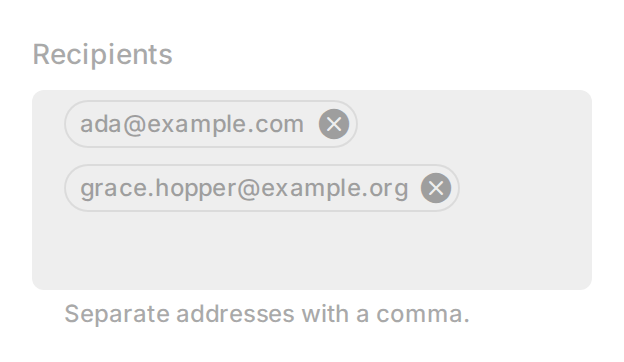 Recipients
ada@example.com
grace.hopper@example.org
Separate addresses with a comma.